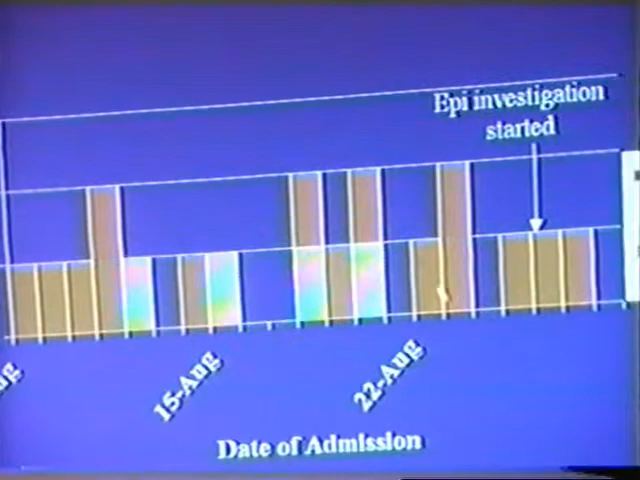 Epi investigation
started
15-Aug
22-Aug
Date of Admission